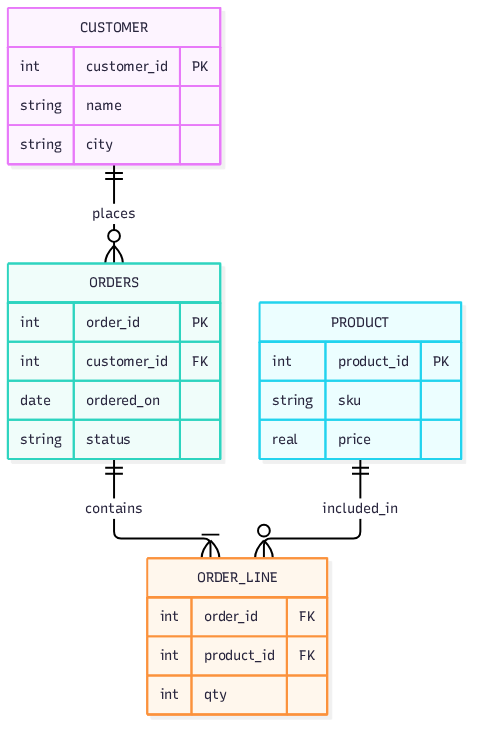 CUSTOMER
int customer_id PK
string name
string city
places
ORDERS
int order_id PK
int customer_id FK
date ordered_on
string status
PRODUCT
int product_id PK
string sku
real price
contains
included_in
ORDER_LINE
int order_id FK
int product_id FK
int qty